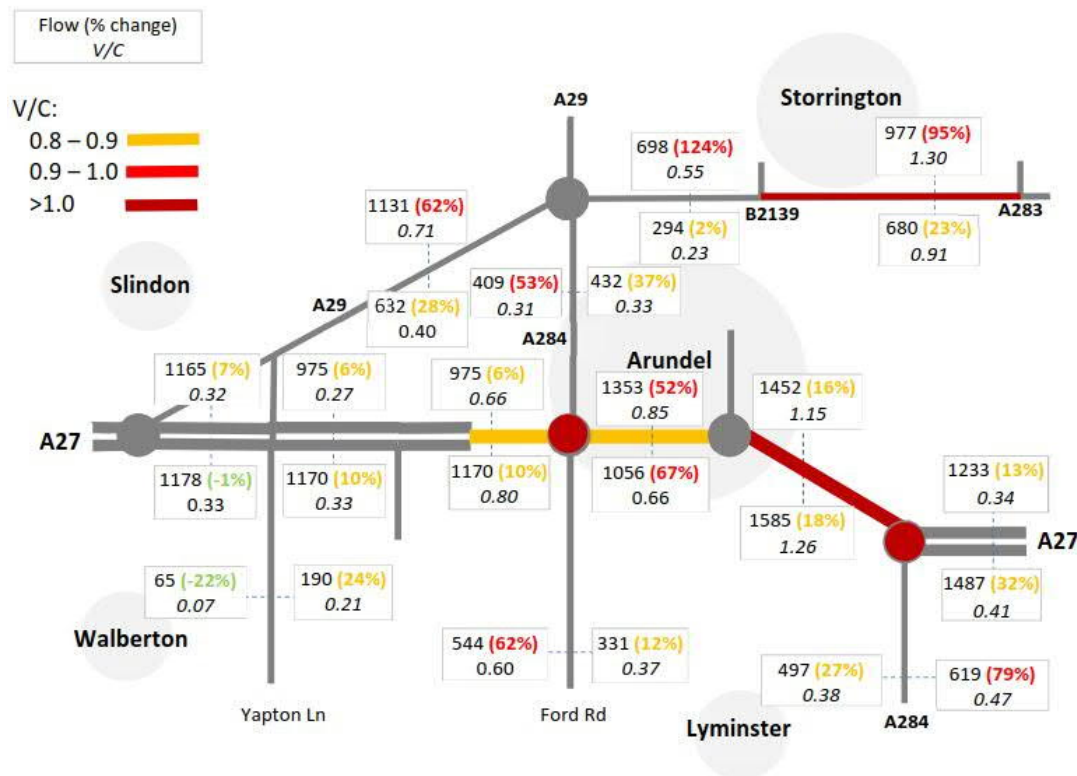 Flow (% change)
V/C
V/C:
0.8 – 0.9
0.9 – 1.0
>1.0
A29
Storrington
698 (124%)
0.55
977 (95%)
1.30
1131 (62%)
0.71
B2139
A283
294 (2%)
0.23
680 (23%)
0.91
Slindon
A29
632 (28%)
0.40
409 (53%)
0.31
432 (37%)
0.33
A284
Arundel
1165 (7%)
0.32
975 (6%)
0.27
975 (6%)
0.66
1353 (52%)
0.85
1452 (16%)
1.15
A27
1178 (-1%)
0.33
1170 (10%)
0.33
1170 (10%)
0.80
1056 (67%)
0.66
1585 (18%)
1.26
1233 (13%)
0.34
A27
1487 (32%)
0.41
65 (-22%)
0.07
190 (24%)
0.21
Walberton
544 (62%)
0.60
331 (12%)
0.37
497 (27%)
0.38
619 (79%)
0.47
Yapton Ln
Ford Rd
Lyminster
A284